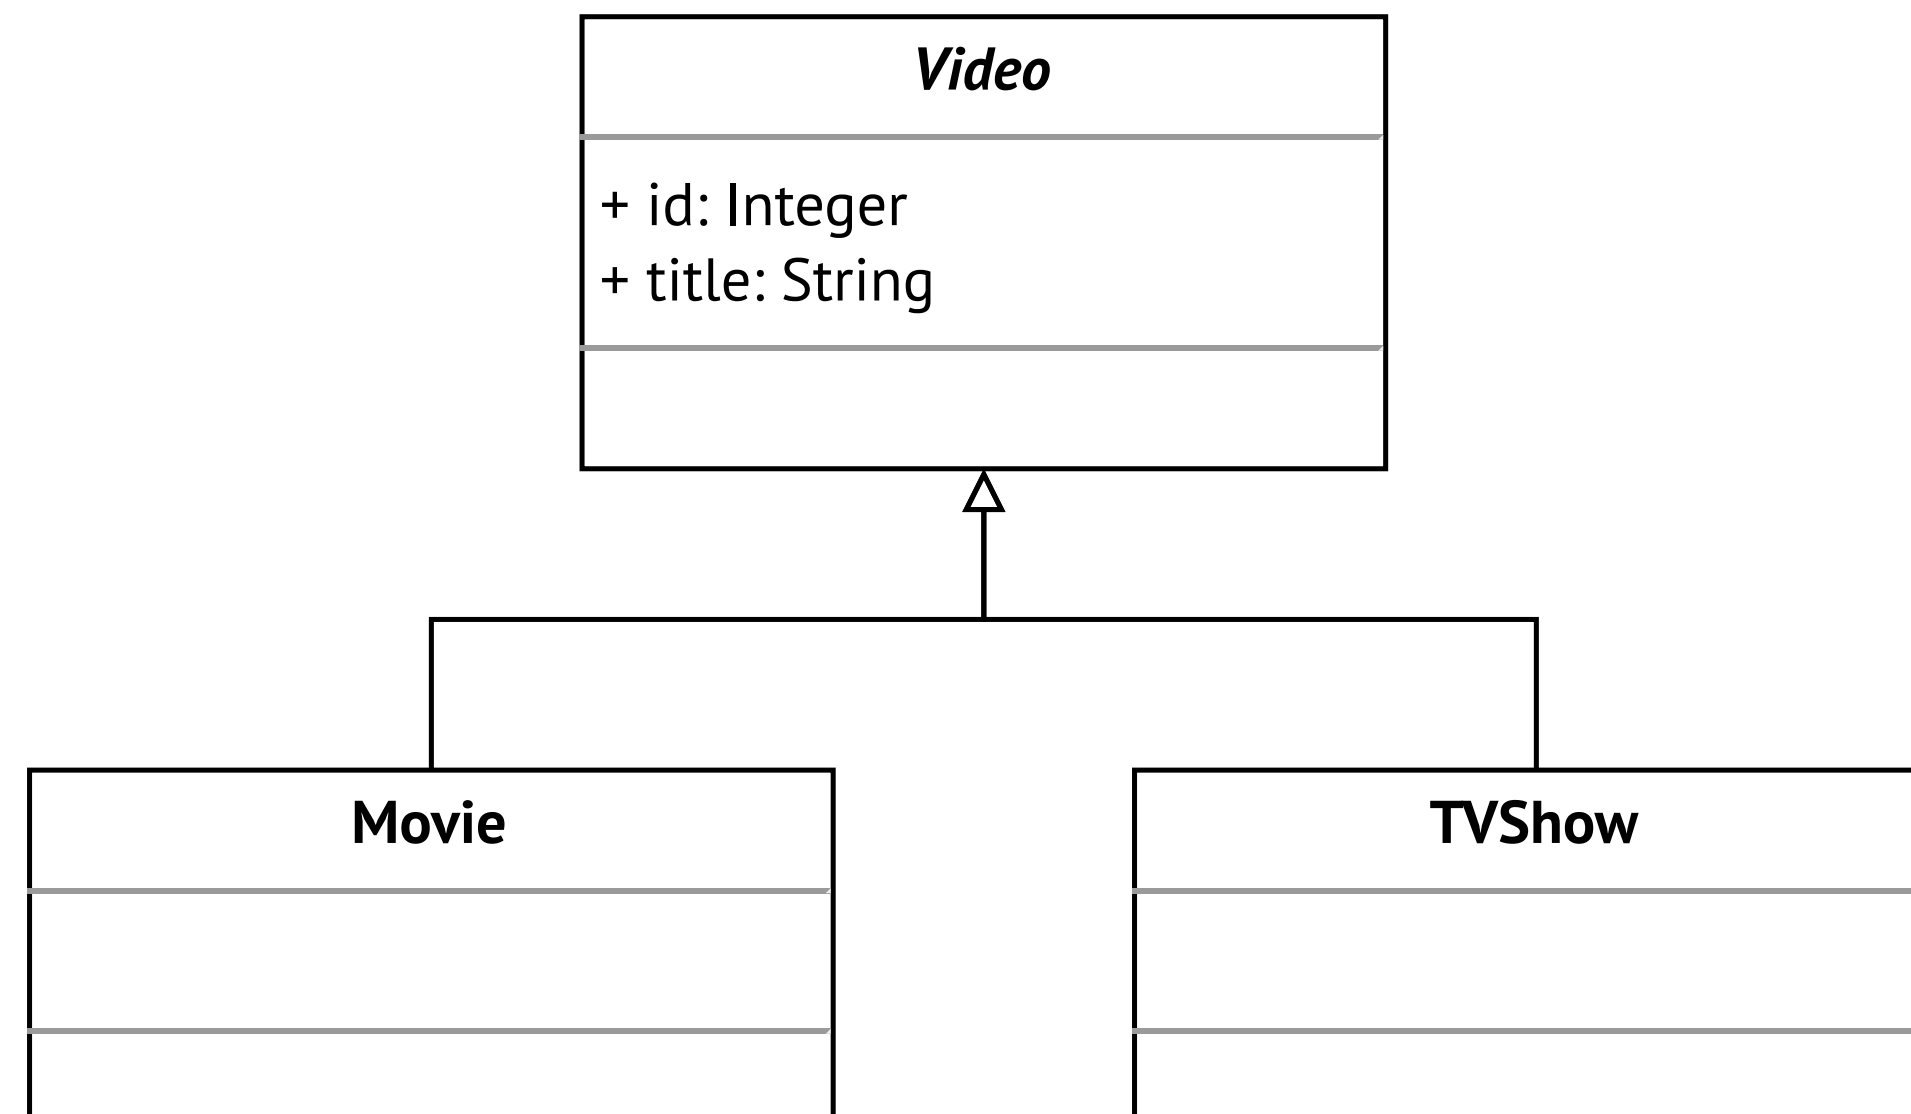 Video
+ id: Integer
+ title: String
Movie
TVShow